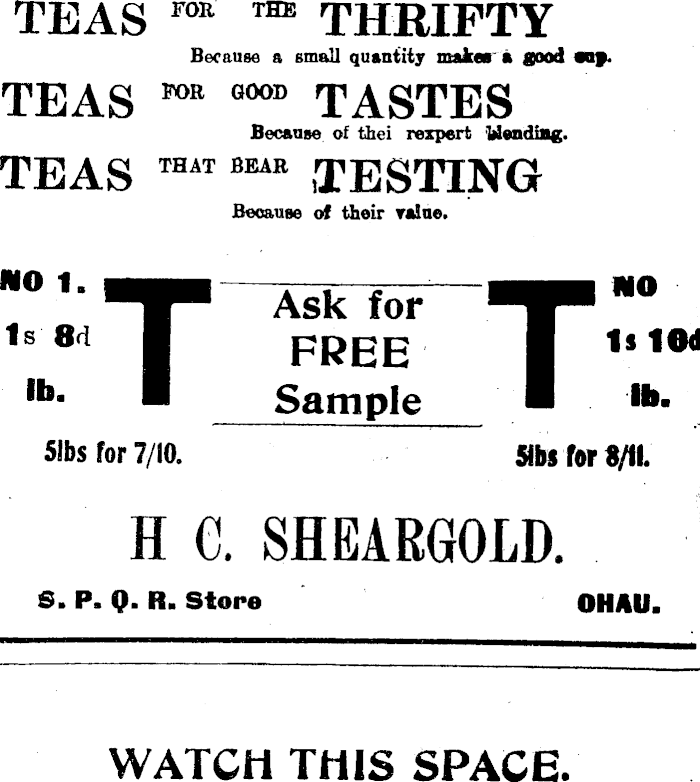 TEAS FOR THE THRIFTY
Because a small quantity makes a good cup.
TEAS FOR GOOD TASTES
Because of thei rexpert blending.
TEAS THAT BEAR TESTING
Because of their value.
NO 1. T Ask for T NO
1s 8d FREE 1s 10d
lb. Sample lb.
5lbs for 7/10. 5lbs for 8/11.
H C. SHEARGOLD.
S. P. Q. R. Store OHAU.
WATCH THIS SPACE.